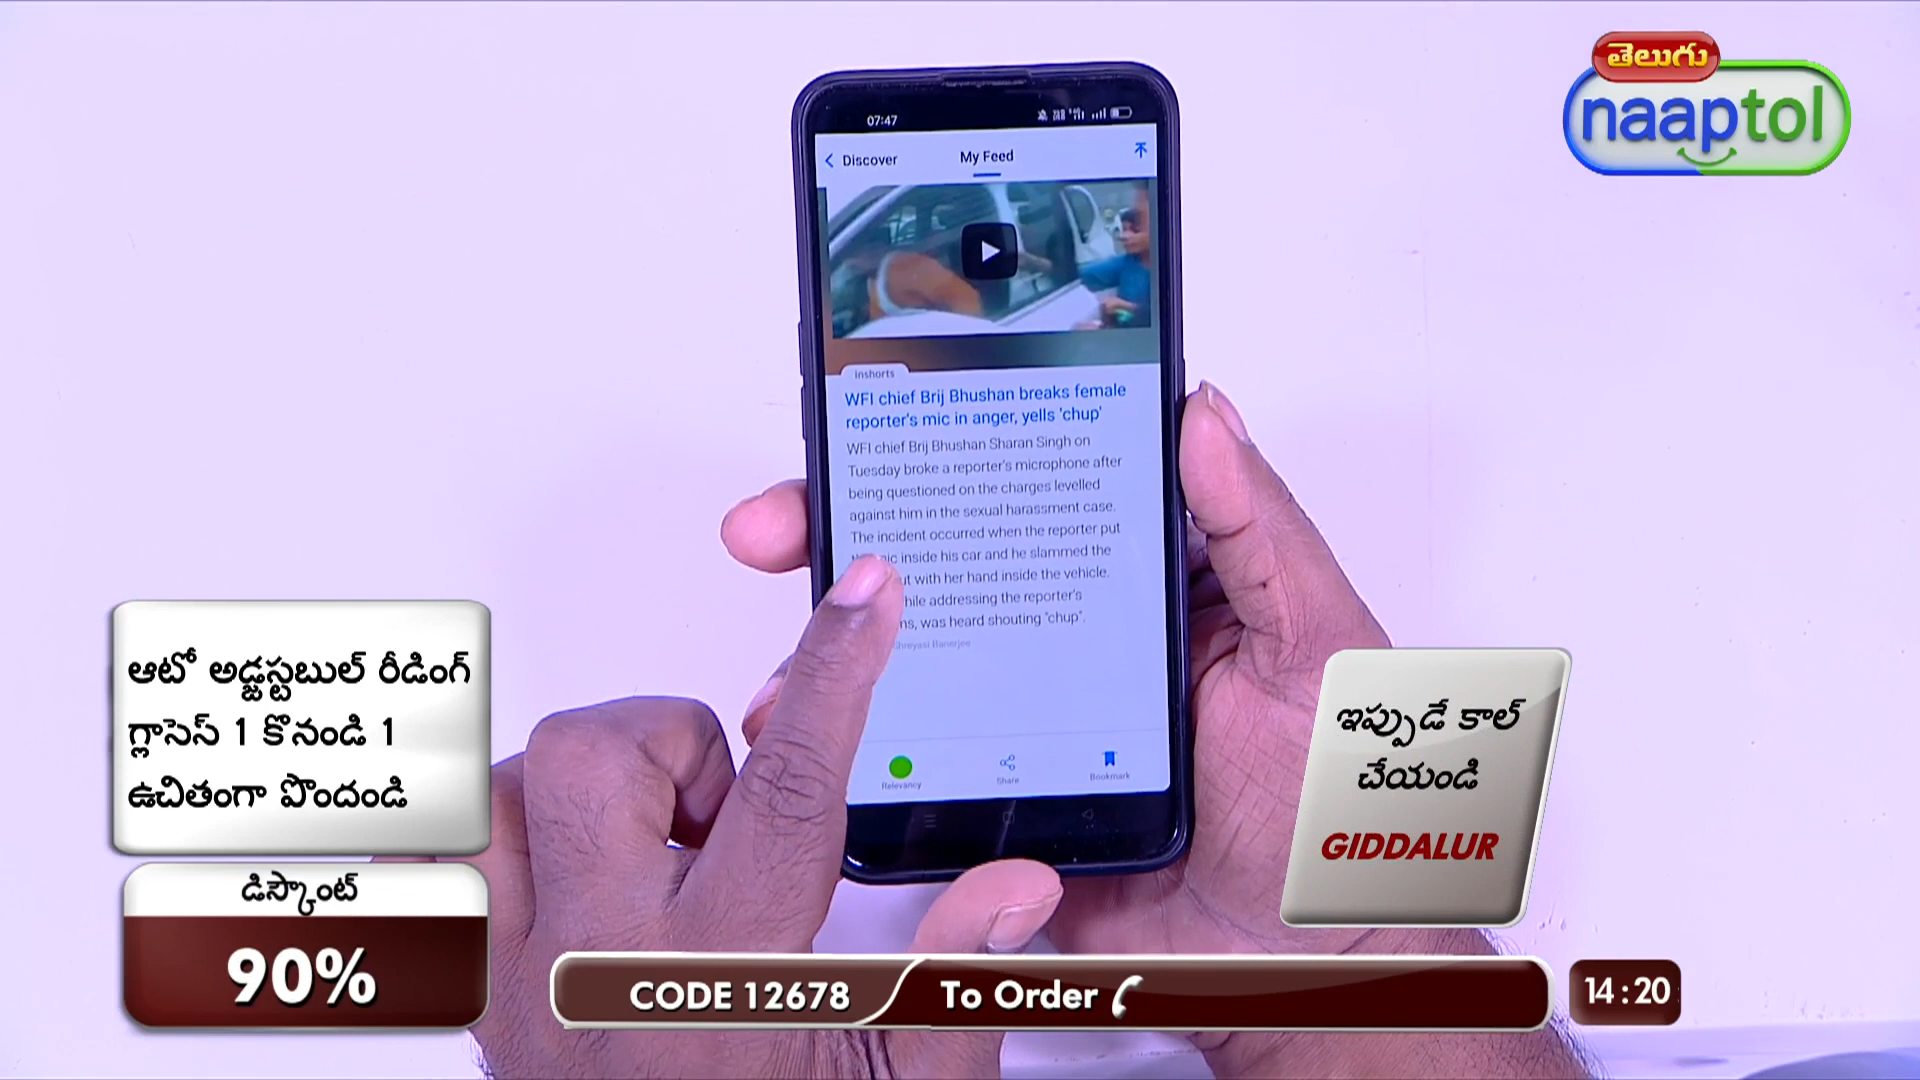 తెలుగు
naaptol
07:47
Discover
My Feed
inshorts
WFI chief Brij Bhushan breaks female
reporter's mic in anger, yells 'chup'
WFI chief Brij Bhushan Sharan Singh on
Tuesday broke a reporter's microphone after
being questioned on the charges levelled
against him in the sexual harassment case.
The incident occurred when the reporter put
inside his car and he slammed the
with her hand inside the vehicle.
addressing the reporter's
was heard shouting "chup".
Shreyasi Banerjee
Relevancy
Share
Bookmark
ఆటో అడ్జస్టబుల్ రీడింగ్
గ్లాసెస్ 1 కొనండి 1
ఉచితంగా పొందండి
డిస్కౌంట్
90%
ఇప్పుడే కాల్
చేయండి
GIDDALUR
CODE 12678
To Order
14:20